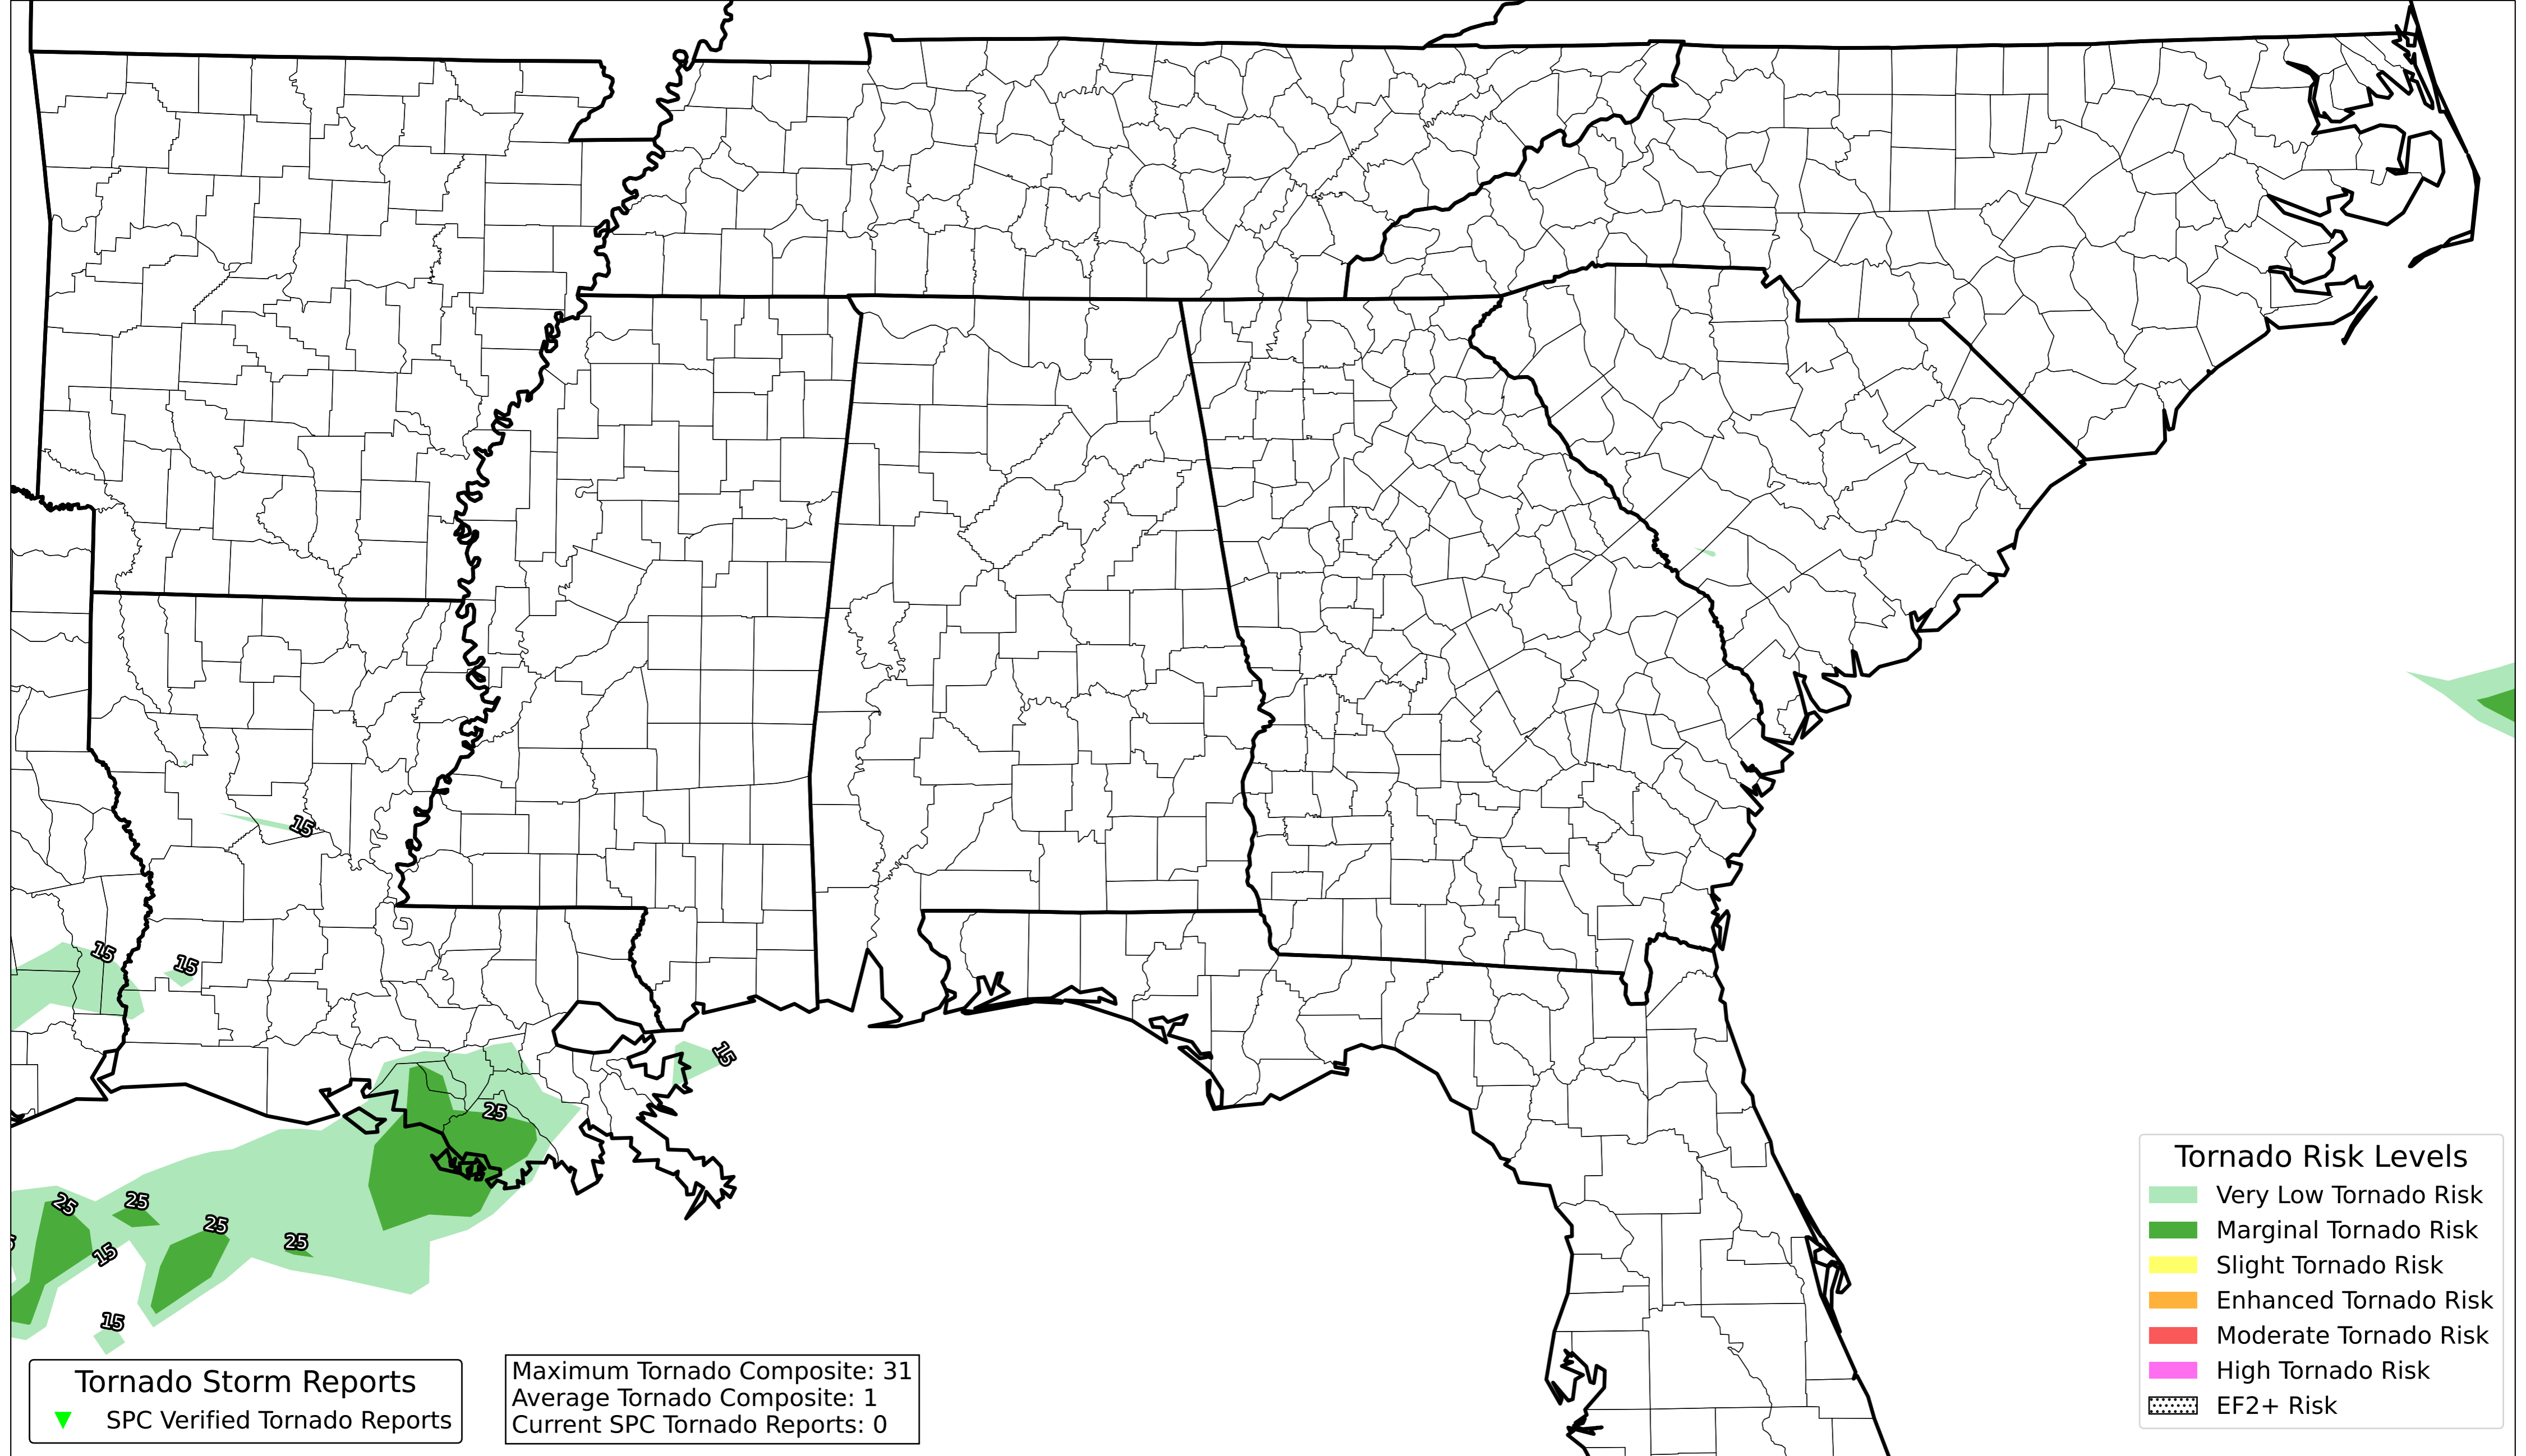 15
15
15
15
25
25
25
25
25
15
15
Tornado Risk Levels
Very Low Tornado Risk
Marginal Tornado Risk
Slight Tornado Risk
Enhanced Tornado Risk
Moderate Tornado Risk
High Tornado Risk
EF2+ Risk
Tornado Storm Reports
SPC Verified Tornado Reports
Maximum Tornado Composite: 31
Average Tornado Composite: 1
Current SPC Tornado Reports: 0